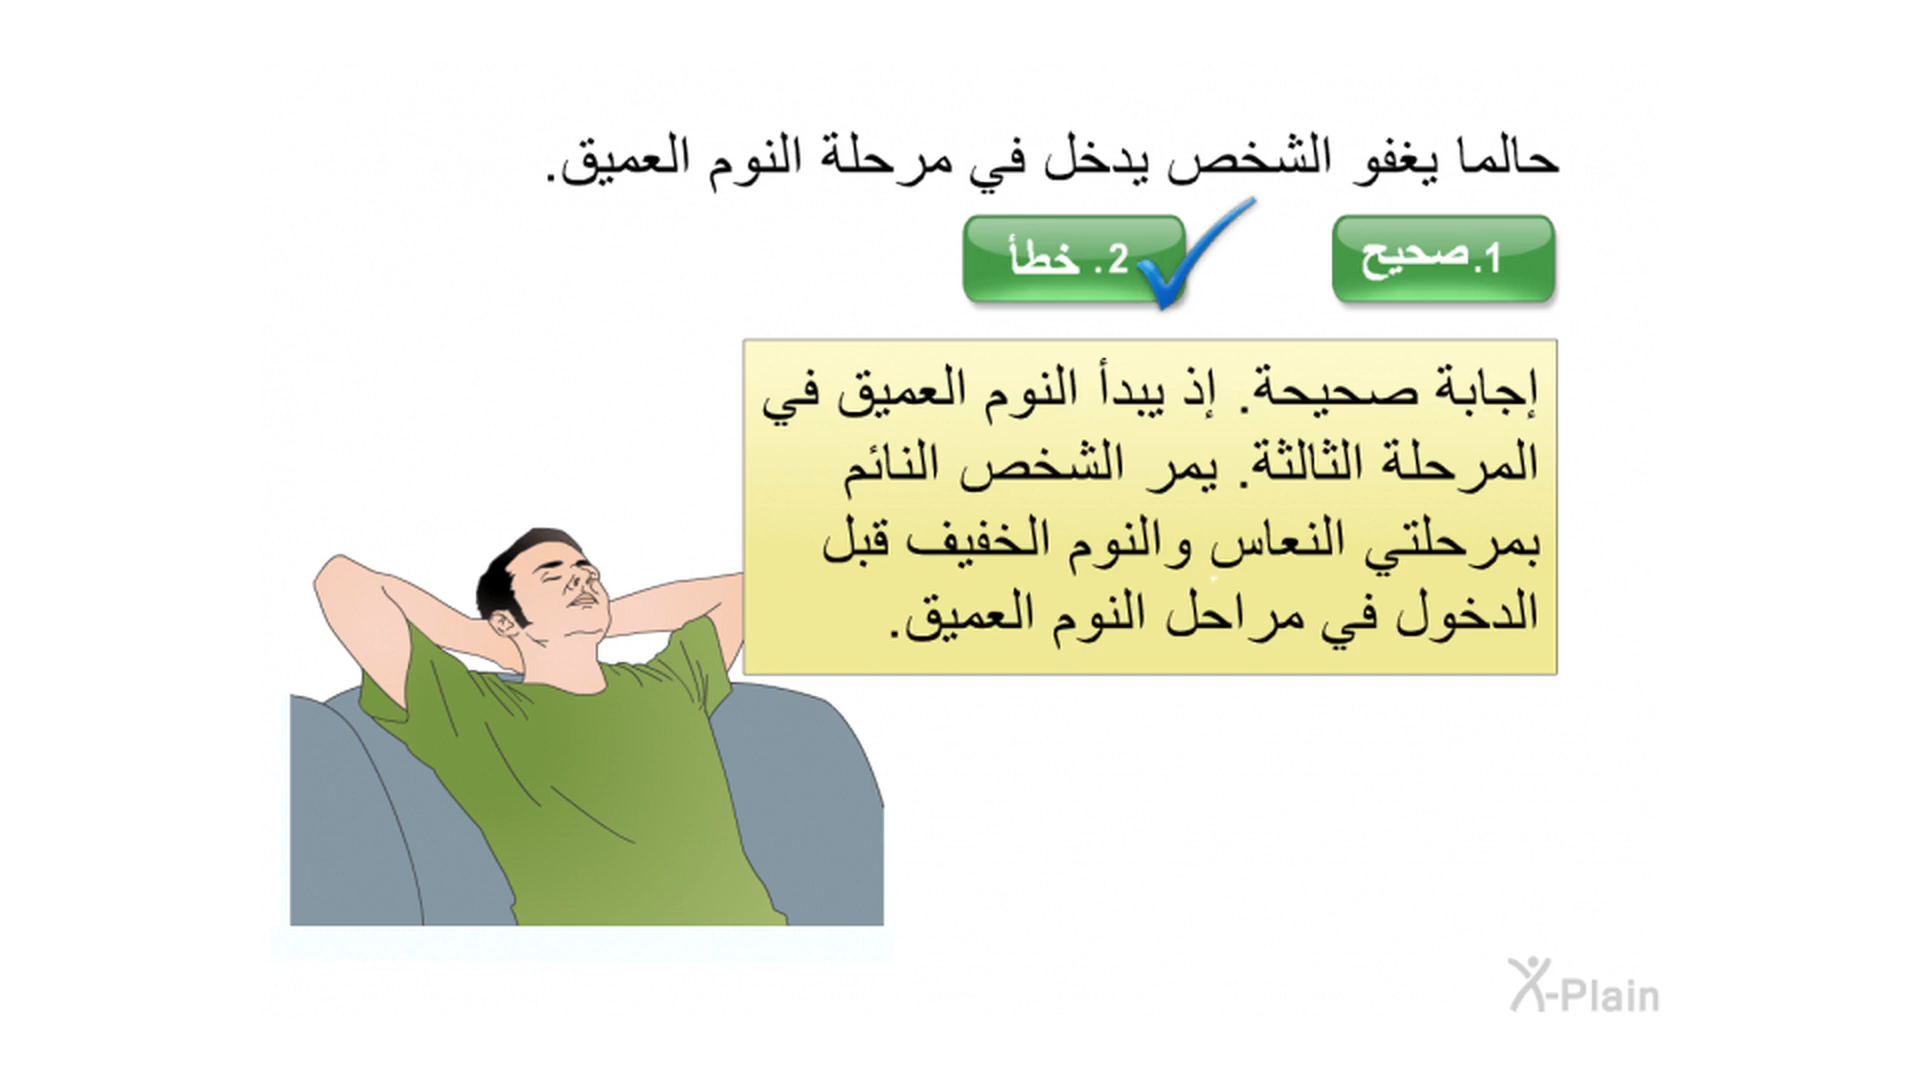 حالما يغفو الشخص يدخل في مرحلة النوم العميق.
1. صحيح
2. خطأ
إجابة صحيحة. إذ يبدأ النوم العميق في
المرحلة الثالثة. يمر الشخص النائم
بمرحلتي النعاس والنوم الخفيف قبل
الدخول في مراحل النوم العميق.
X-Plain